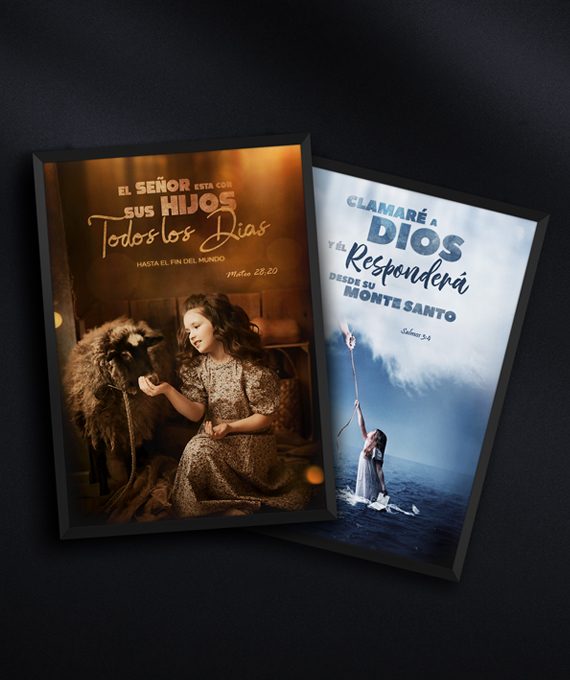 EL SEÑOR ESTA CON
SUS HIJOS
Todos los Dias
HASTA EL FIN DEL MUNDO
Mateo 28:20
CLAMARÉ A
DIOS
Y ÉL Responderá
DESDE SU
MONTE SANTO
Salmos 3:4